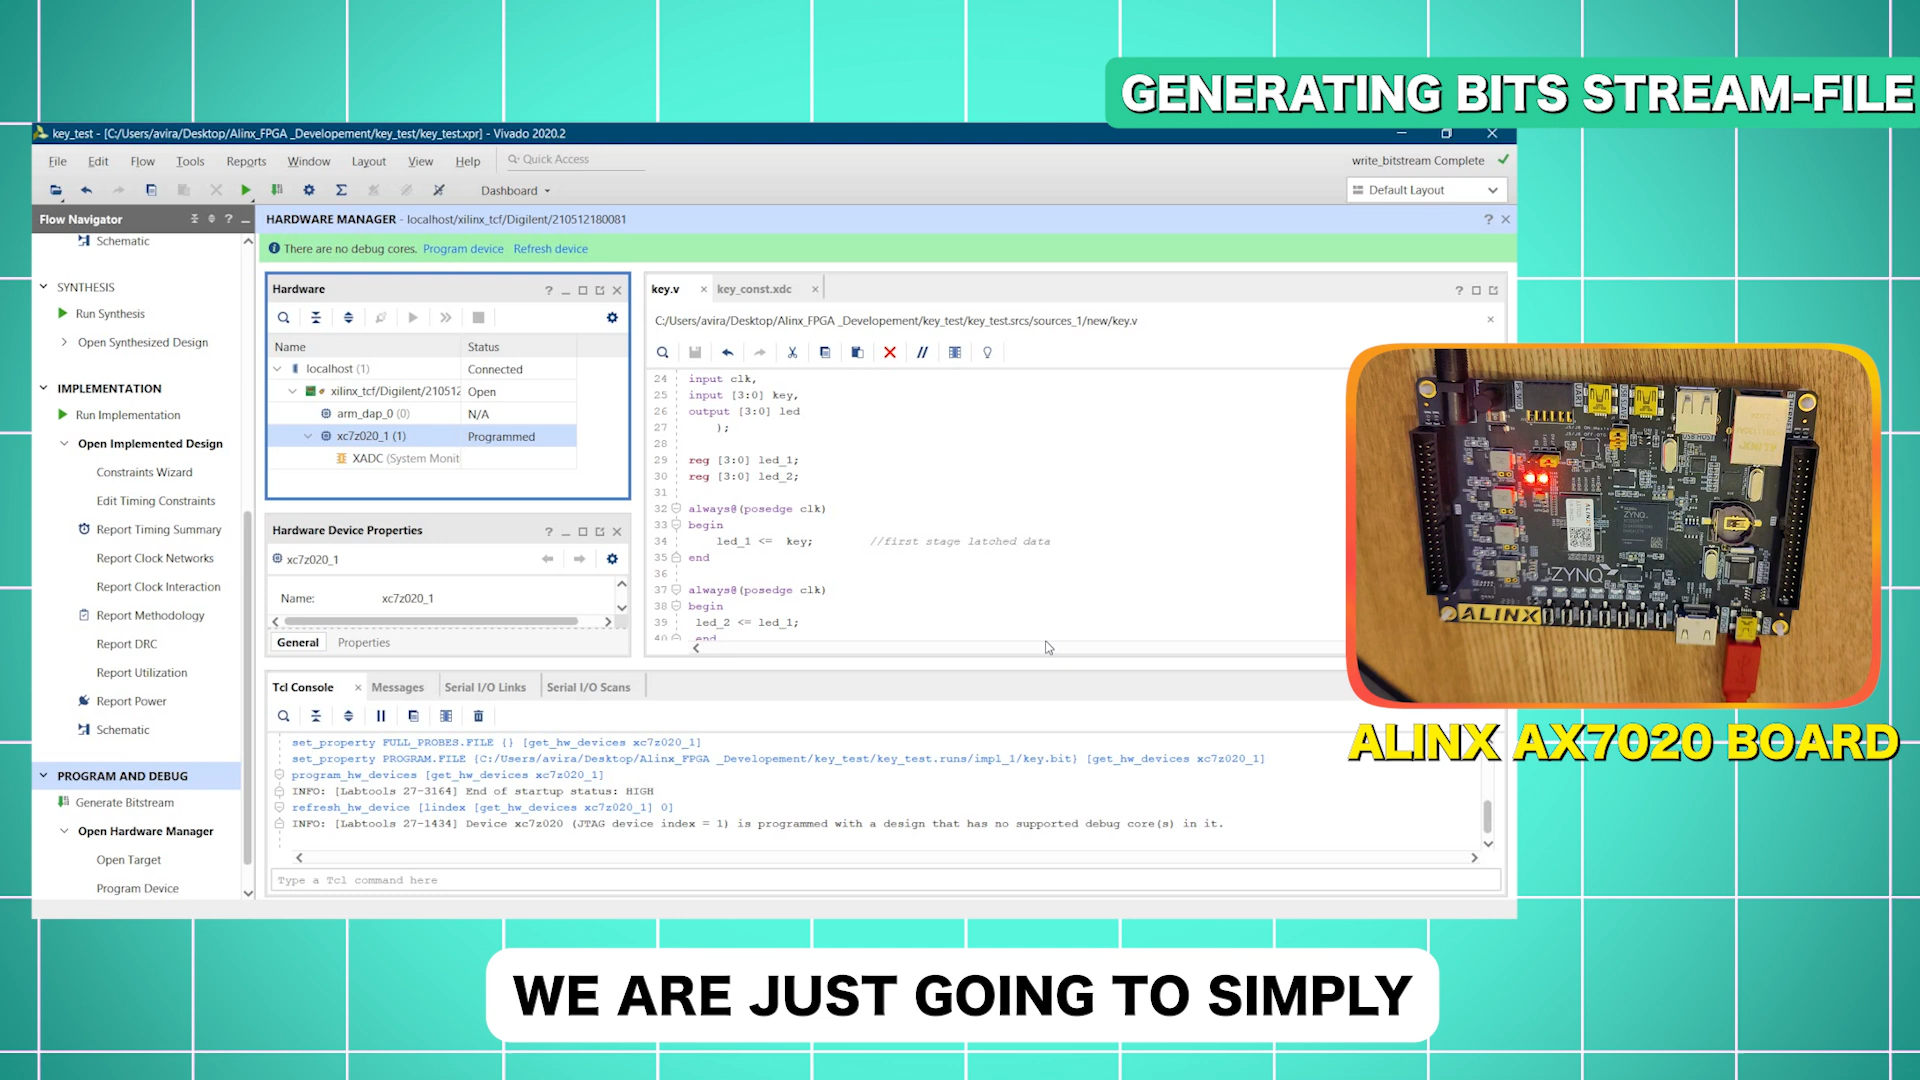 GENERATING BITS STREAM-FILE
key_test - [C:/Users/avira/Desktop/Alinx_FPGA _Developement/key_test/key_test.xpr] - Vivado 2020.2
File Edit Flow Tools Reports Window Layout View Help Quick Access
write_bitstream Complete
Dashboard
Default Layout
Flow Navigator
HARDWARE MANAGER - localhost/xilinx_tcf/Digilent/210512180081
There are no debug cores. Program device Refresh device
Schematic
SYNTHESIS
Run Synthesis
Open Synthesized Design
IMPLEMENTATION
Run Implementation
Open Implemented Design
Constraints Wizard
Edit Timing Constraints
Report Timing Summary
Report Clock Networks
Report Clock Interaction
Report Methodology
Report DRC
Report Utilization
Report Power
Schematic
PROGRAM AND DEBUG
Generate Bitstream
Open Hardware Manager
Open Target
Program Device
Hardware
Name Status
localhost (1) Connected
xilinx_tcf/Digilent/210512 Open
arm_dap_0 (0) N/A
xc7z020_1 (1) Programmed
XADC (System Monit
Hardware Device Properties
xc7z020_1
Name: xc7z020_1
General Properties
key.v key_const.xdc
C:/Users/avira/Desktop/Alinx_FPGA _Developement/key_test/key_test.srcs/sources_1/new/key.v
24 input clk,
25 input [3:0] key,
26 output [3:0] led
27 );
28
29 reg [3:0] led_1;
30 reg [3:0] led_2;
31
32 always@(posedge clk)
33 begin
34 led_1 <= key; //first stage latched data
35 end
36
37 always@(posedge clk)
38 begin
39 led_2 <= led_1;
40 end
Tcl Console Messages Serial I/O Links Serial I/O Scans
set_property FULL_PROBES.FILE {} [get_hw_devices xc7z020_1]
set_property PROGRAM.FILE {C:/Users/avira/Desktop/Alinx_FPGA _Developement/key_test/key_test.runs/impl_1/key.bit} [get_hw_devices xc7z020_1]
program_hw_devices [get_hw_devices xc7z020_1]
INFO: [Labtools 27-3164] End of startup status: HIGH
refresh_hw_device [lindex [get_hw_devices xc7z020_1] 0]
INFO: [Labtools 27-1434] Device xc7z020 (JTAG device index = 1) is programmed with a design that has no supported debug core(s) in it.
Type a Tcl command here
UART
USB HOST
ALINX
ZYNQ
ZYNQ
ALINX
ALINX AX7020 BOARD
WE ARE JUST GOING TO SIMPLY